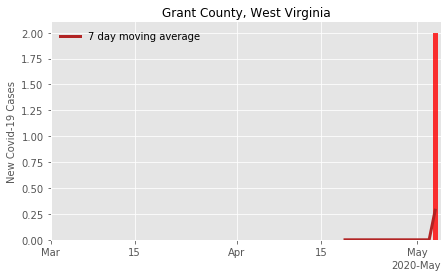 Grant County, West Virginia
7 day moving average
New Covid-19 Cases
2.00
1.75
1.50
1.25
1.00
0.75
0.50
0.25
0.00
Mar 15 Apr 15 May
2020-May